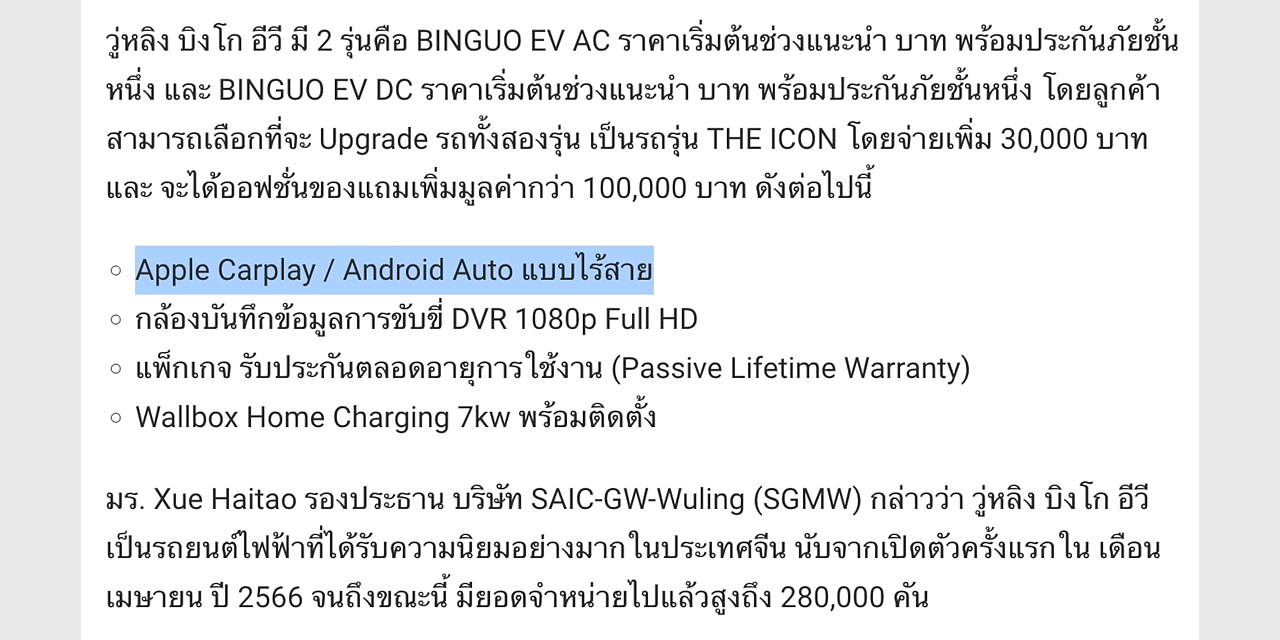 วู่หลิง บิงโก อีวี มี 2 รุ่นคือ BINGUO EV AC ราคาเริ่มต้นช่วงแนะนำ บาท พร้อมประกันภัยชั้น
หนึ่ง และ BINGUO EV DC ราคาเริ่มต้นช่วงแนะนำ บาท พร้อมประกันภัยชั้นหนึ่ง โดยลูกค้า
สามารถเลือกที่จะ Upgrade รถทั้งสองรุ่น เป็นรถรุ่น THE ICON โดยจ่ายเพิ่ม 30,000 บาท
และ จะได้ออฟชั่นของแถมเพิ่มมูลค่ากว่า 100,000 บาท ดังต่อไปนี้
Apple Carplay / Android Auto แบบไร้สาย
กล้องบันทึกข้อมูลการขับขี่ DVR 1080p Full HD
แพ็กเกจ รับประกันตลอดอายุการใช้งาน (Passive Lifetime Warranty)
Wallbox Home Charging 7kw พร้อมติดตั้ง
มร. Xue Haitao รองประธาน บริษัท SAIC-GW-Wuling (SGMW) กล่าวว่า วู่หลิง บิงโก อีวี
เป็นรถยนต์ไฟฟ้าที่ได้รับความนิยมอย่างมากในประเทศจีน นับจากเปิดตัวครั้งแรกใน เดือน
เมษายน ปี 2566 จนถึงขณะนี้ มียอดจำหน่ายไปแล้วสูงถึง 280,000 คัน